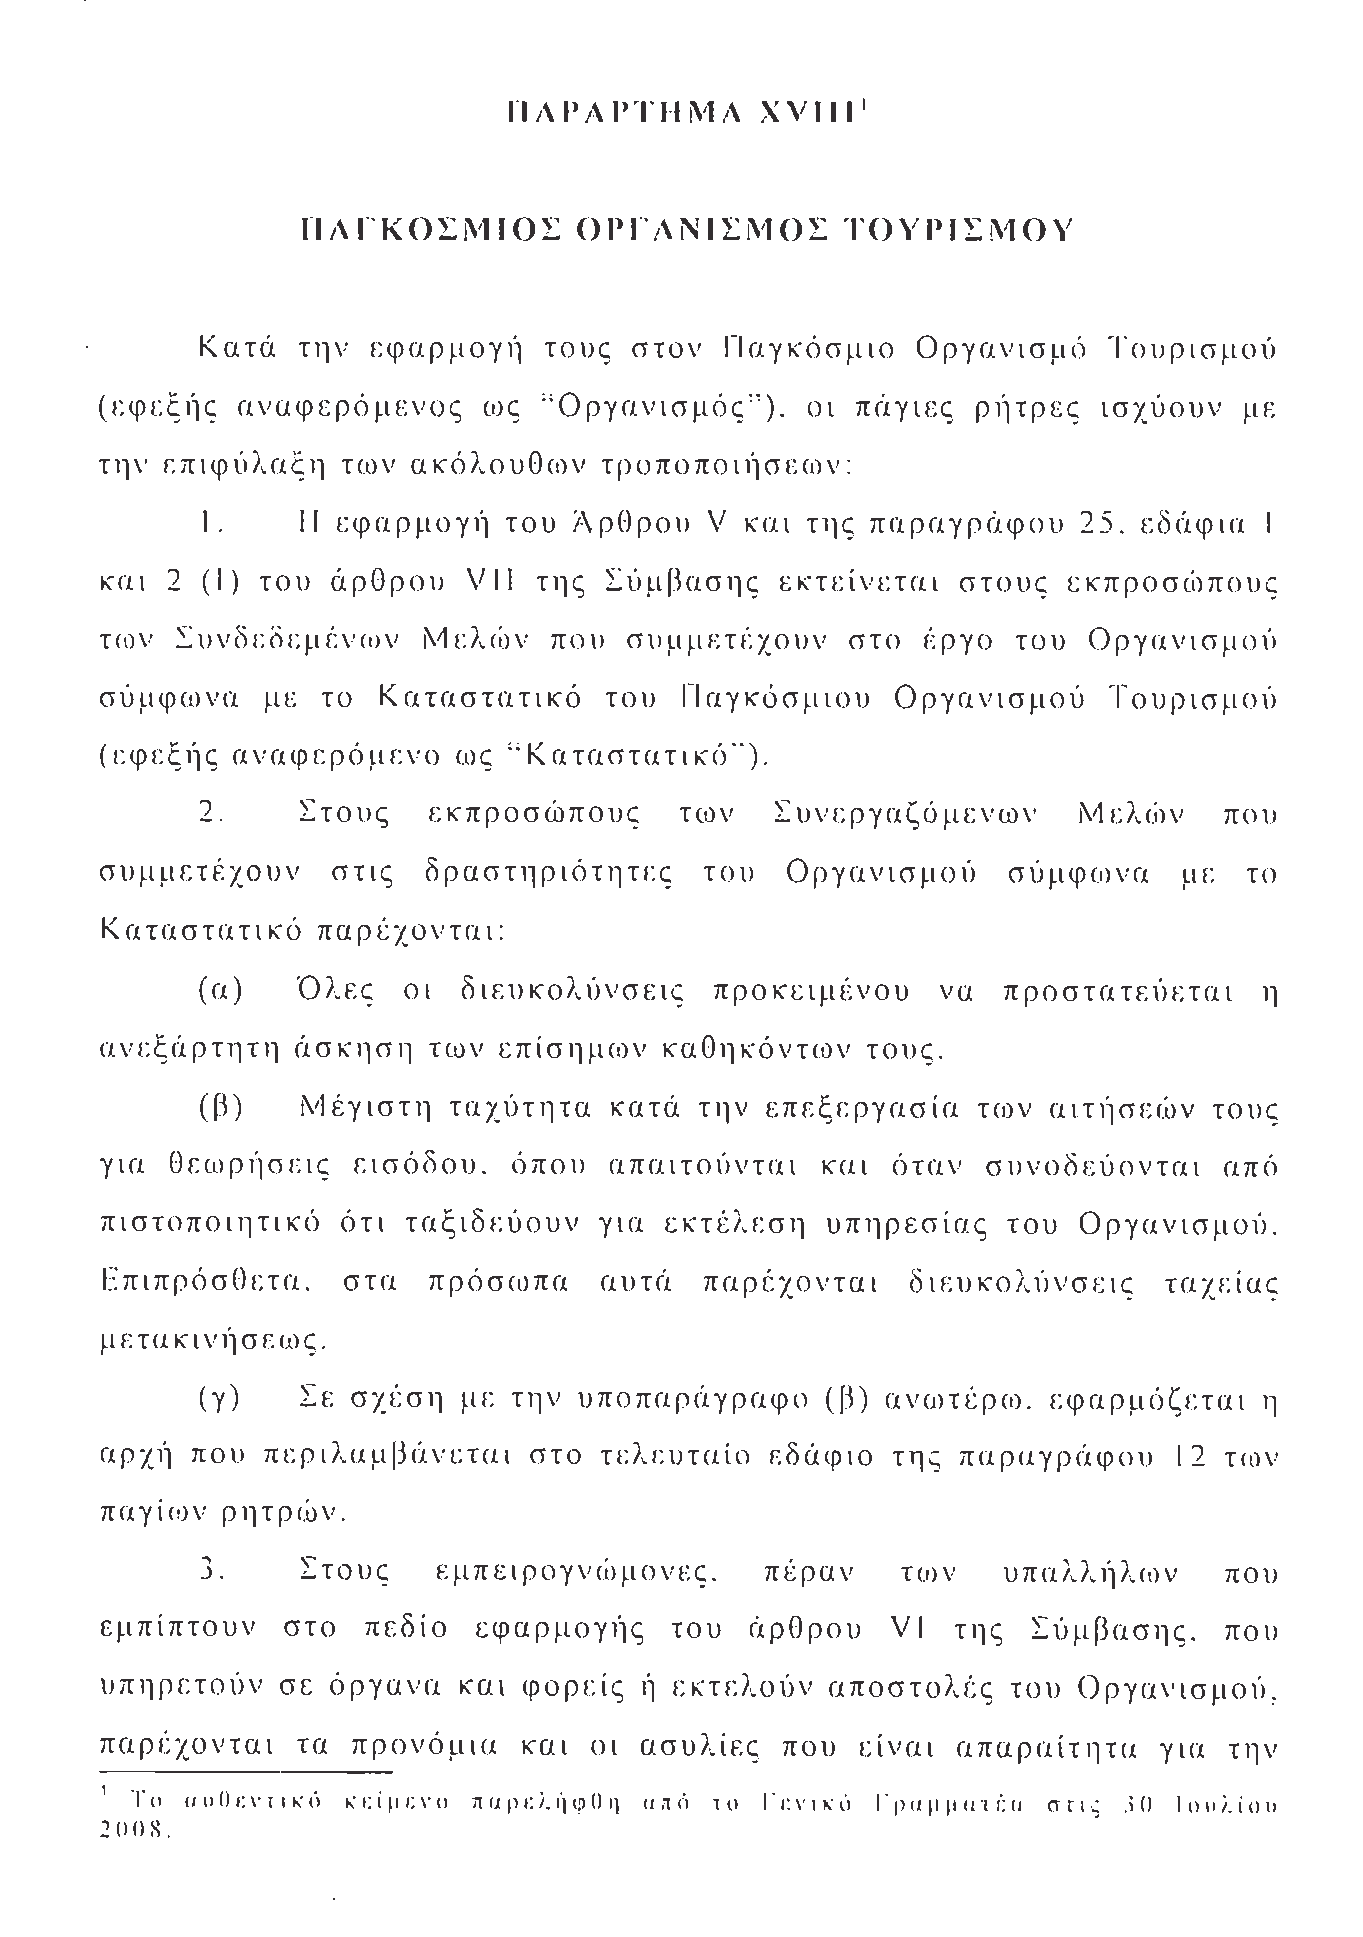 ΠΑΡΑΡΤΗΜΑ XVIII¹
ΠΑΓΚΟΣΜΙΟΣ ΟΡΓΑΝΙΣΜΟΣ ΤΟΥΡΙΣΜΟΥ
Κατά την εφαρμογή τους στον Παγκόσμιο Οργανισμό Τουρισμού
(εφεξής αναφερόμενος ως "Οργανισμός"), οι πάγιες ρήτρες ισχύουν με
την επιφύλαξη των ακόλουθων τροποποιήσεων:
1. Η εφαρμογή του Άρθρου V και της παραγράφου 25, εδάφια 1
και 2 (I) του άρθρου VII της Σύμβασης εκτείνεται στους εκπροσώπους
των Συνδεδεμένων Μελών που συμμετέχουν στο έργο του Οργανισμού
σύμφωνα με το Καταστατικό του Παγκόσμιου Οργανισμού Τουρισμού
(εφεξής αναφερόμενο ως "Καταστατικό").
2. Στους εκπροσώπους των Συνεργαζόμενων Μελών που
συμμετέχουν στις δραστηριότητες του Οργανισμού σύμφωνα με το
Καταστατικό παρέχονται:
(α) Όλες οι διευκολύνσεις προκειμένου να προστατεύεται η
ανεξάρτητη άσκηση των επίσημων καθηκόντων τους.
(β) Μέγιστη ταχύτητα κατά την επεξεργασία των αιτήσεών τους
για θεωρήσεις εισόδου, όπου απαιτούνται και όταν συνοδεύονται από
πιστοποιητικό ότι ταξιδεύουν για εκτέλεση υπηρεσίας του Οργανισμού.
Επιπρόσθετα, στα πρόσωπα αυτά παρέχονται διευκολύνσεις ταχείας
μετακινήσεως.
(γ) Σε σχέση με την υποπαράγραφο (β) ανωτέρω, εφαρμόζεται η
αρχή που περιλαμβάνεται στο τελευταίο εδάφιο της παραγράφου 12 των
παγίων ρητρών.
3. Στους εμπειρογνώμονες, πέραν των υπαλλήλων που
εμπίπτουν στο πεδίο εφαρμογής του άρθρου VI της Σύμβασης, που
υπηρετούν σε όργανα και φορείς ή εκτελούν αποστολές του Οργανισμού,
παρέχονται τα προνόμια και οι ασυλίες που είναι απαραίτητα για την
¹ Το αυθεντικό κείμενο παρελήφθη από το Γενικό Γραμματέα στις 30 Ιουλίου
2008.